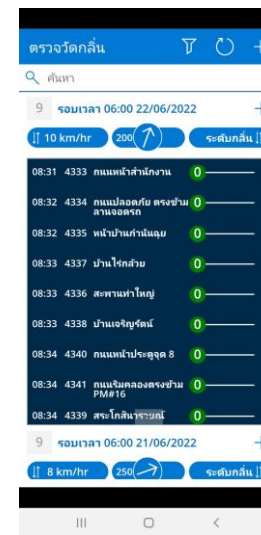 ตรวจวัดกลิ่น
ค้นหา
9 รอบเวลา 06:00 22/06/2022
10 km/hr 200 ระดับกลิ่น
08:31 4333 ถนนหน้าสำนักงาน 0
08:32 4334 ถนนปลอดภัย ตรงข้าม 0
ลานจอดรถ
08:32 4335 หน้าบ้านกำนันฉุย 0
08:33 4337 บ้านไร่กล้วย 0
08:33 4336 สะพานท่าใหญ่ 0
08:33 4338 บ้านเจริญรัตน์ 0
08:34 4340 ถนนหน้าประตูจุด 8 0
08:34 4341 ถนนริมคลองตรงข้าม 0
PM#16
08:34 4339 สระโกสินารายณ์ 0
9 รอบเวลา 06:00 21/06/2022
8 km/hr 250 ระดับกลิ่น